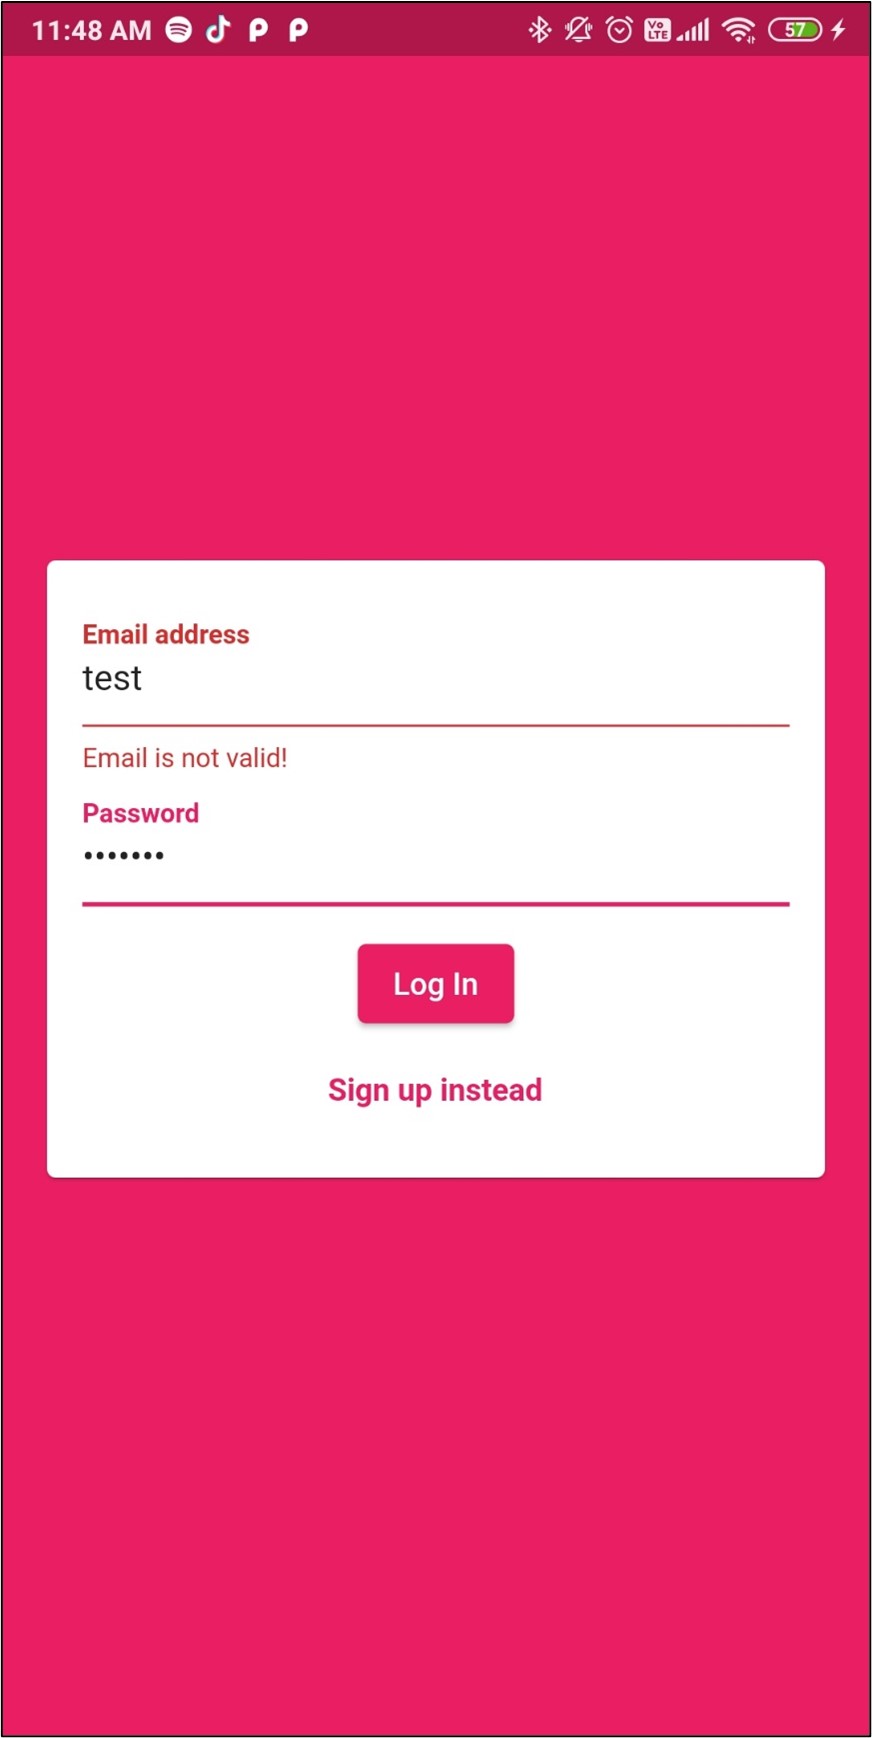 11:48 AM
Vo LTE
57
Email address
test
Email is not valid!
Password
•••••••
Log In
Sign up instead